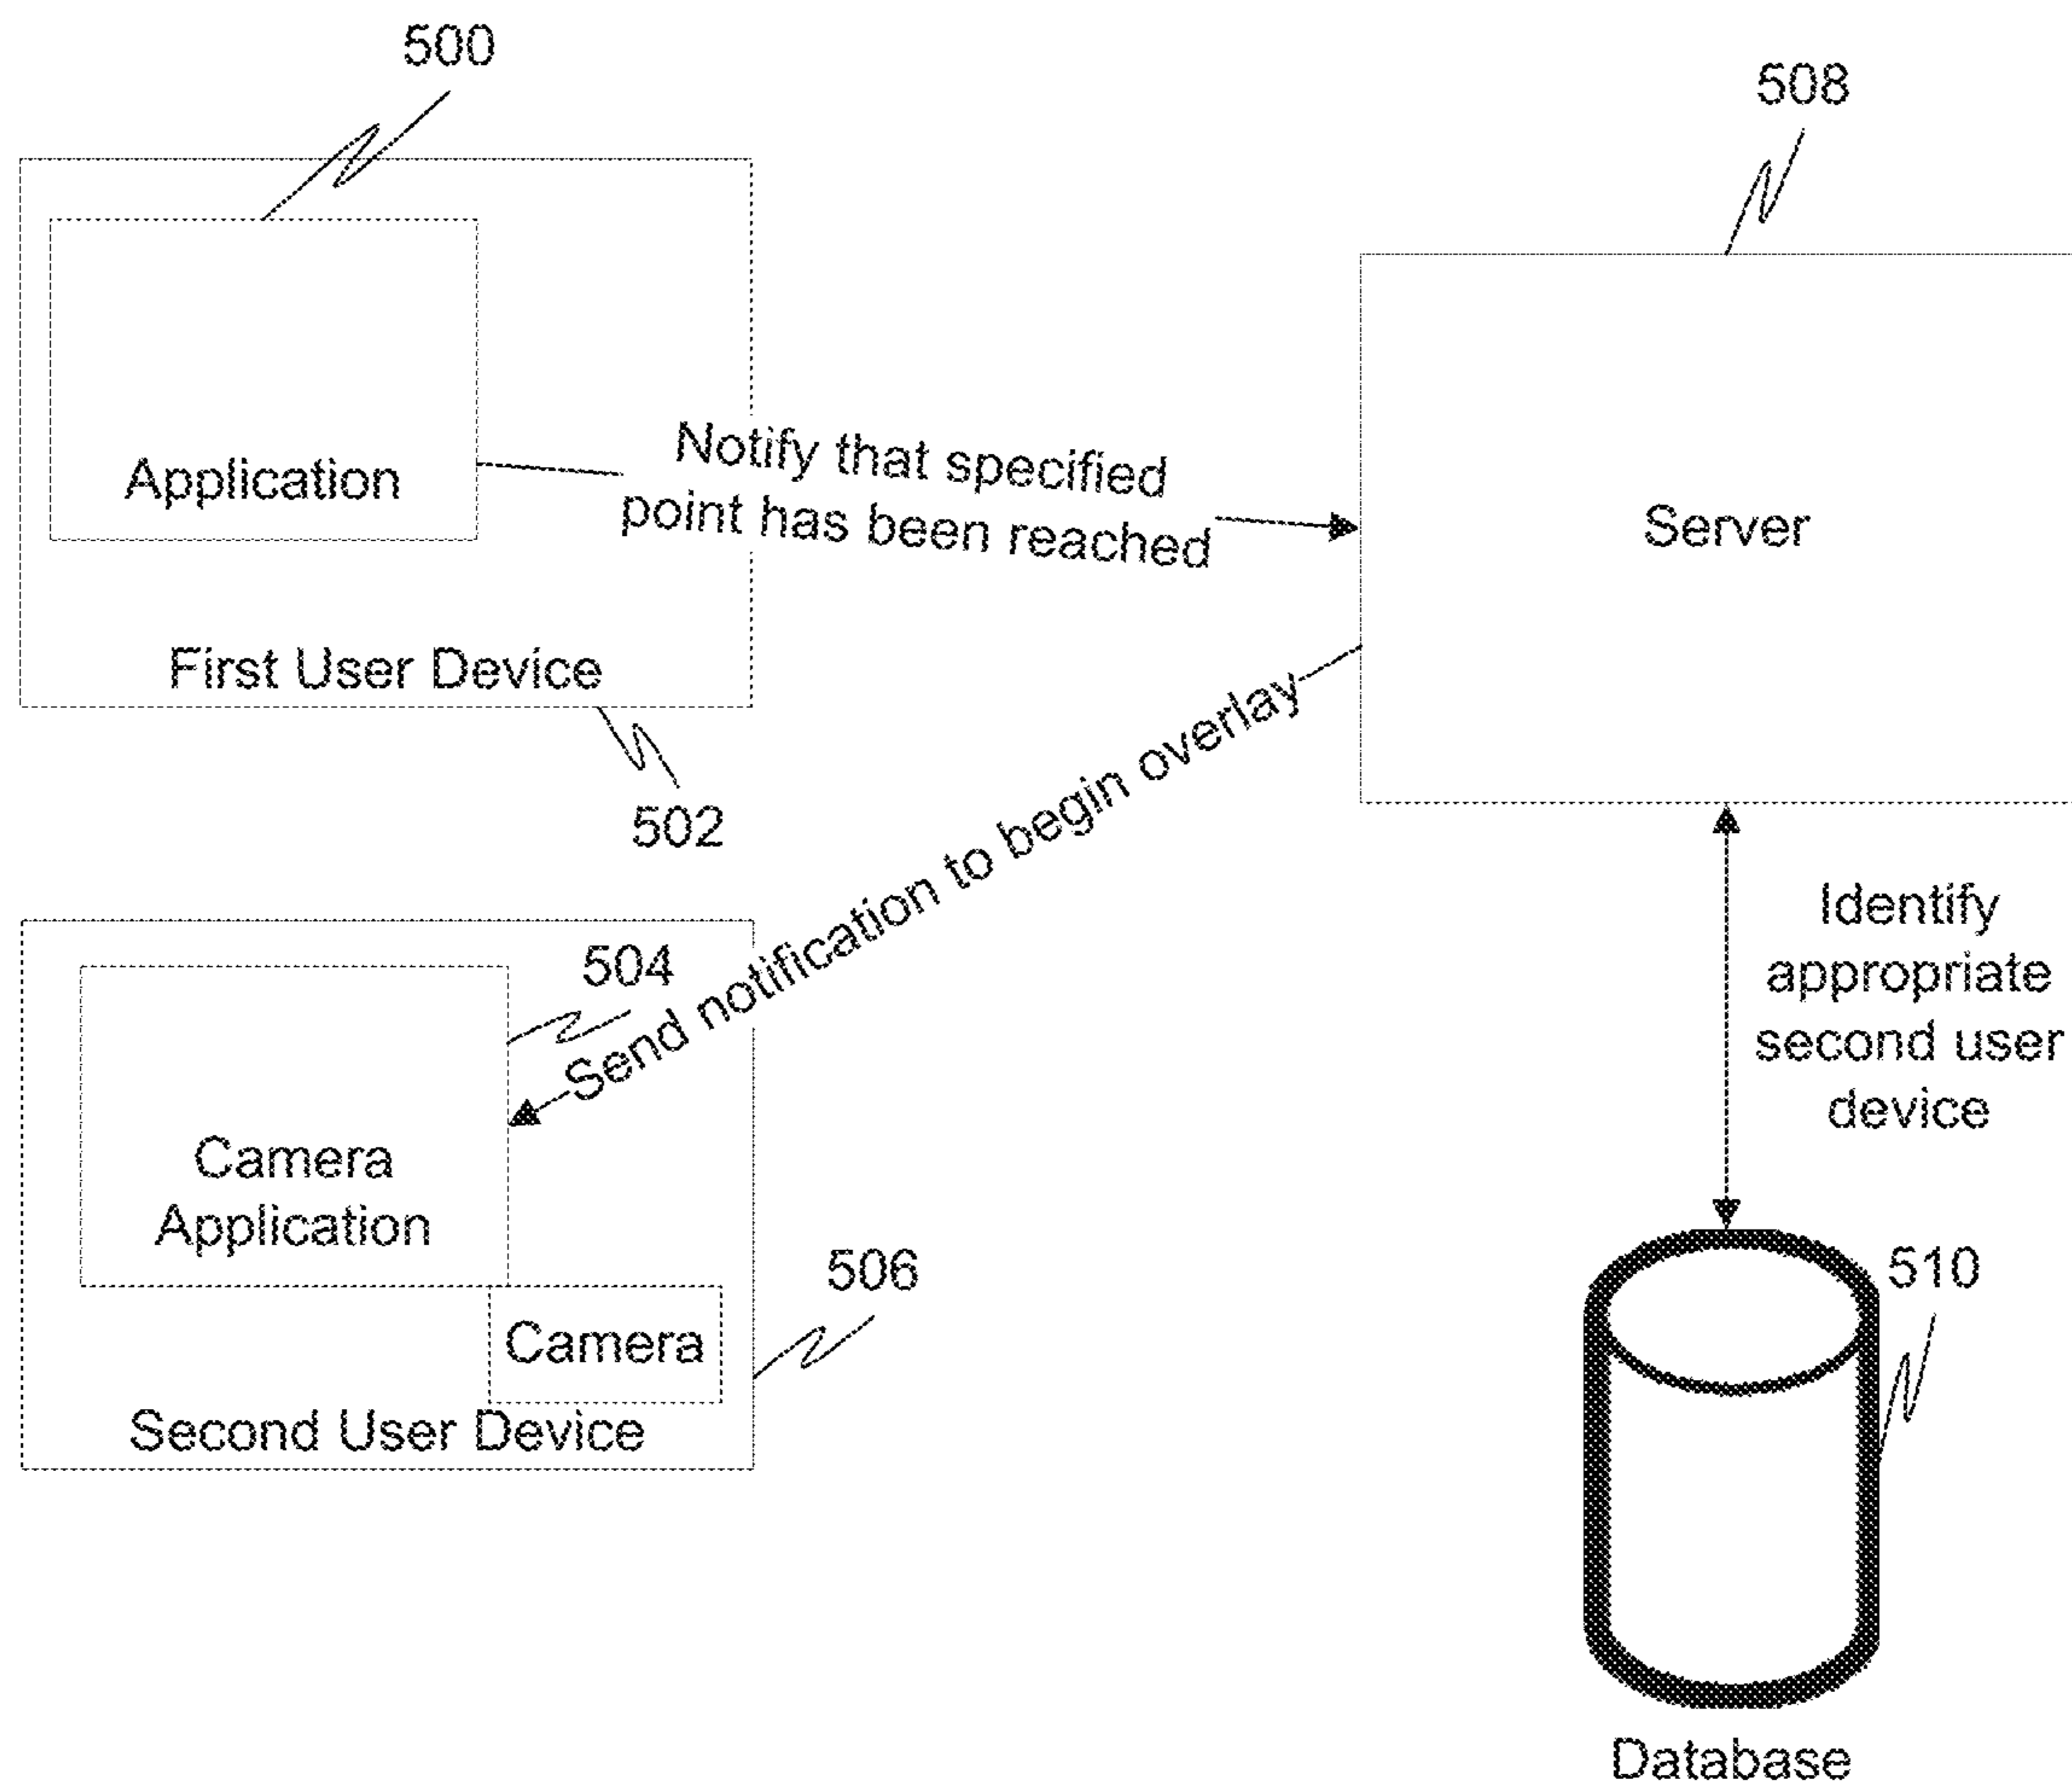 500
508
Application
Notify that specified
point has been reached
Server
First User Device
502
Send notification to begin overlay
Identify
appropriate
second user
device
504
Camera
Application
506
510
Camera
Second User Device
Database